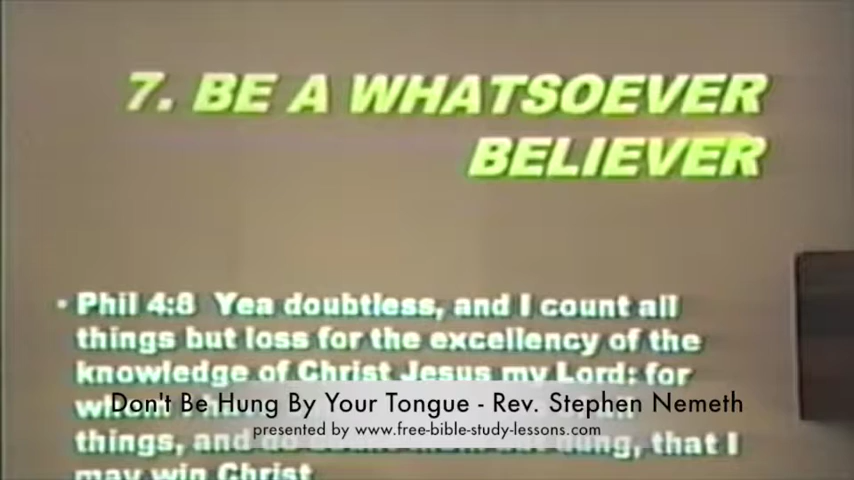 7. BE A WHATSOEVER
BELIEVER
· Phil 4:8 Yea doubtless, and I count all
things but loss for the excellency of the
knowledge of Christ Jesus my Lord: for
Don't Be Hung By Your Tongue - Rev. Stephen Nemeth
presented by www.free-bible-study-lessons.com
things, and do dung, that I
may win Christ